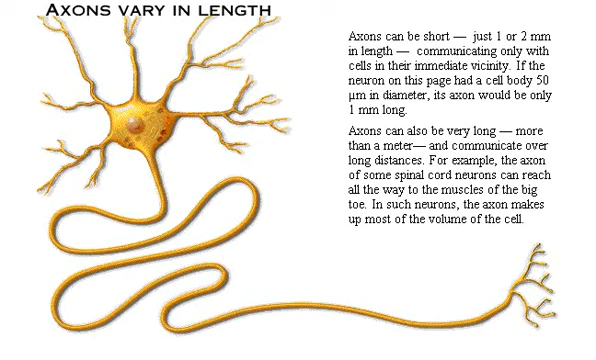 Axons vary in length
Axons can be short — just 1 or 2 mm
in length — communicating only with
cells in their immediate vicinity. If the
neuron on this page had a cell body 50
µm in diameter, its axon would be only
1 mm long.
Axons can also be very long — more
than a meter— and communicate over
long distances. For example, the axon
of some spinal cord neurons can reach
all the way to the muscles of the big
toe. In such neurons, the axon makes
up most of the volume of the cell.